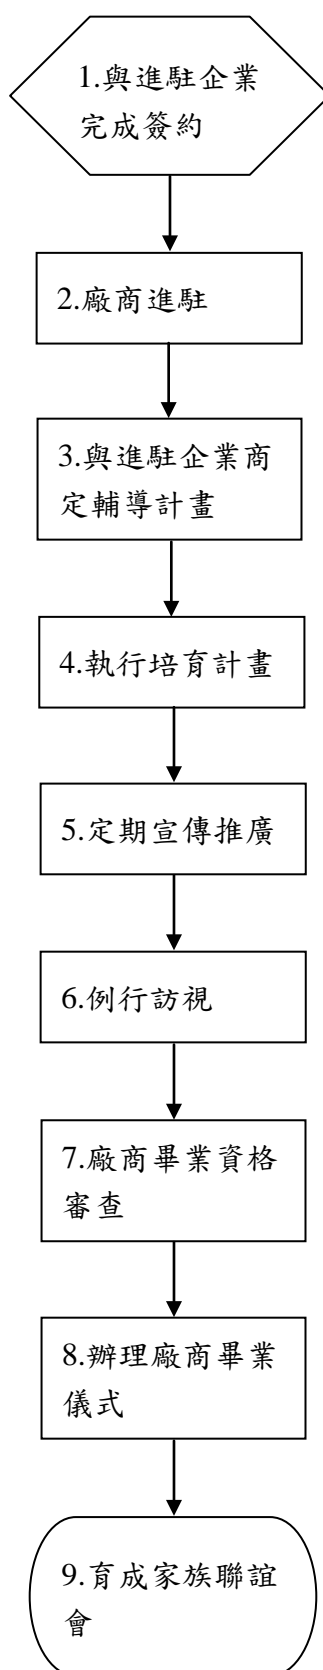 1.與進駐企業
完成簽約
2.廠商進駐
3.與進駐企業商
定輔導計畫
4.執行培育計畫
5.定期宣傳推廣
6.例行訪視
7.廠商畢業資格
審查
8.辦理廠商畢業
儀式
9.育成家族聯誼
會